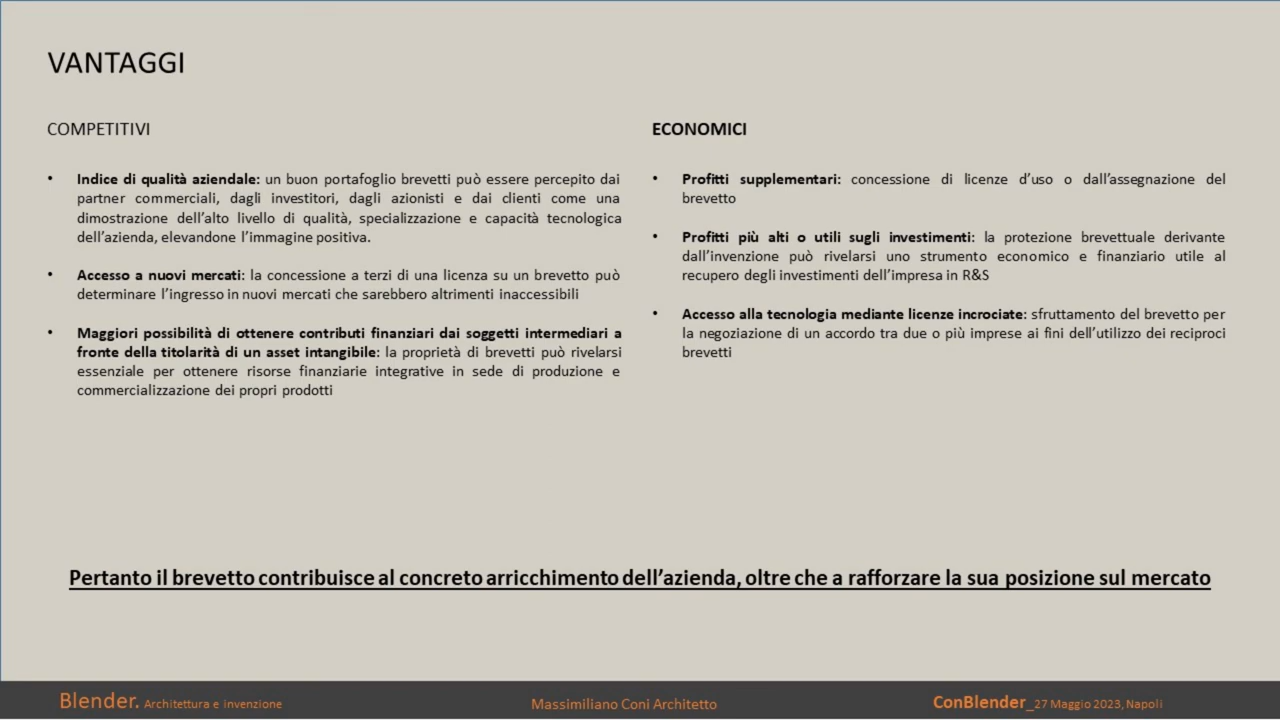 VANTAGGI
COMPETITIVI
• Indice di qualità aziendale: un buon portafoglio brevetti può essere percepito dai
partner commerciali, dagli investitori, dagli azionisti e dai clienti come una
dimostrazione dell’alto livello di qualità, specializzazione e capacità tecnologica
dell’azienda, elevandone l’immagine positiva.
• Accesso a nuovi mercati: la concessione a terzi di una licenza su un brevetto può
determinare l’ingresso in nuovi mercati che sarebbero altrimenti inaccessibili
• Maggiori possibilità di ottenere contributi finanziari dai soggetti intermediari a
fronte della titolarità di un asset intangibile: la proprietà di brevetti può rivelarsi
essenziale per ottenere risorse finanziarie integrative in sede di produzione e
commercializzazione dei propri prodotti
ECONOMICI
• Profitti supplementari: concessione di licenze d’uso o dall’assegnazione del
brevetto
• Profitti più alti o utili sugli investimenti: la protezione brevettuale derivante
dall’invenzione può rivelarsi uno strumento economico e finanziario utile al
recupero degli investimenti dell’impresa in R&S
• Accesso alla tecnologia mediante licenze incrociate: sfruttamento del brevetto per
la negoziazione di un accordo tra due o più imprese ai fini dell’utilizzo dei reciproci
brevetti
Pertanto il brevetto contribuisce al concreto arricchimento dell’azienda, oltre che a rafforzare la sua posizione sul mercato
Blender. Architettura e invenzione
Massimiliano Coni Architetto
ConBlender_27 Maggio 2023, Napoli